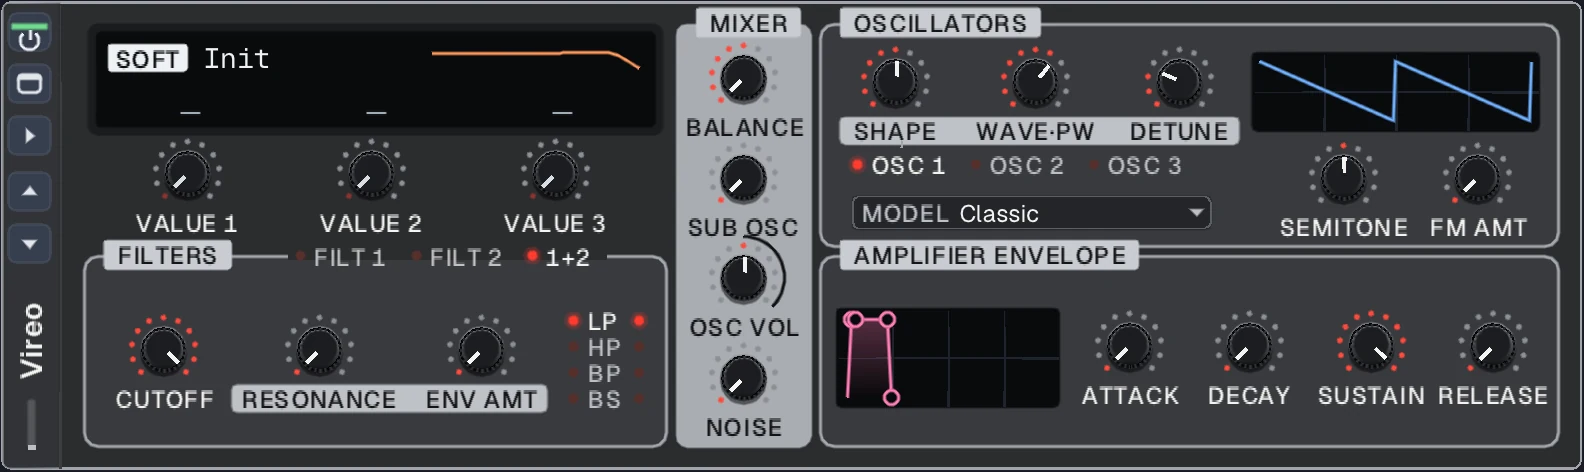 SOFT Init
VALUE 1 VALUE 2 VALUE 3
FILTERS FILT 1 FILT 2 1+2
CUTOFF RESONANCE ENV AMT
LP
HP
BP
BS
MIXER
BALANCE
SUB OSC
OSC VOL
NOISE
OSCILLATORS
SHAPE WAVE·PW DETUNE
OSC 1 OSC 2 OSC 3
MODEL Classic
SEMITONE FM AMT
AMPLIFIER ENVELOPE
ATTACK DECAY SUSTAIN RELEASE
Vireo